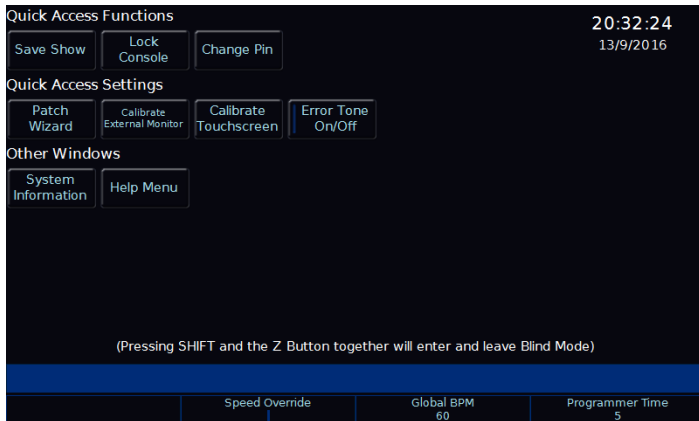 Quick Access Functions
20:32:24
13/9/2016
Save Show
Lock
Console
Change Pin
Quick Access Settings
Patch
Wizard
Calibrate
External Monitor
Calibrate
Touchscreen
Error Tone
On/Off
Other Windows
System
Information
Help Menu
(Pressing SHIFT and the Z Button together will enter and leave Blind Mode)
Speed Override
Global BPM
60
Programmer Time
5